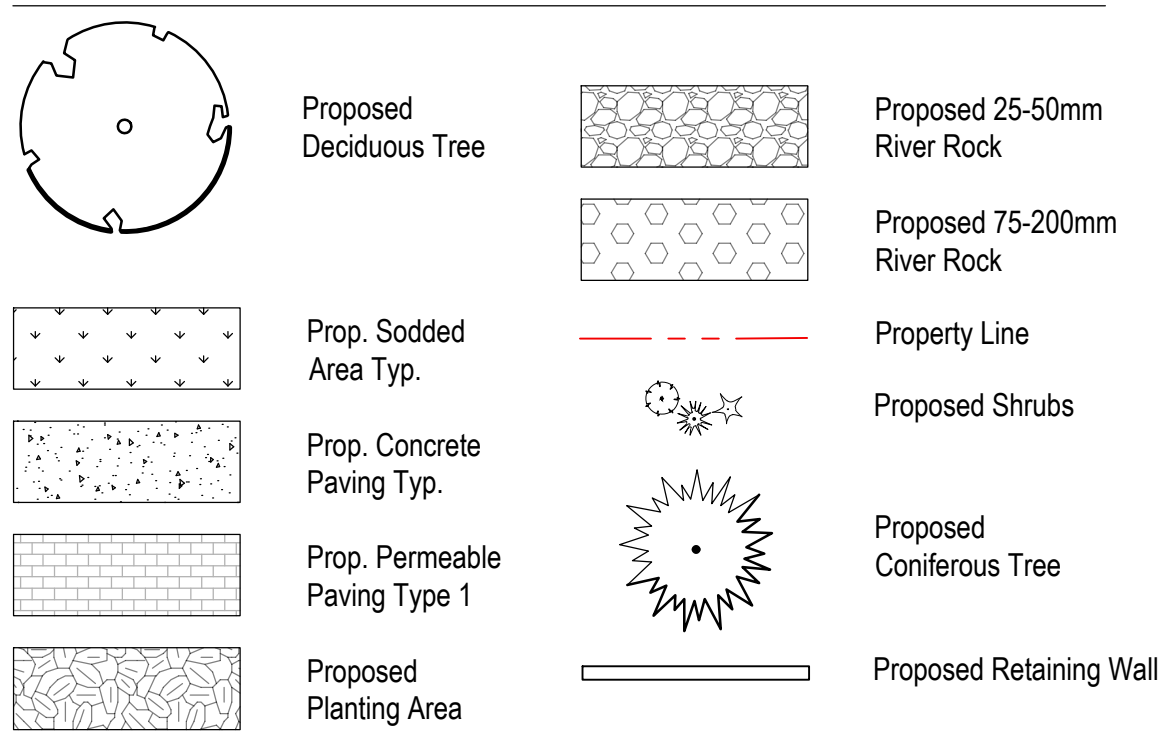 Proposed
Deciduous Tree
Prop. Sodded
Area Typ.
Prop. Concrete
Paving Typ.
Prop. Permeable
Paving Type 1
Proposed
Planting Area
Proposed 25-50mm
River Rock
Proposed 75-200mm
River Rock
Property Line
Proposed Shrubs
Proposed
Coniferous Tree
Proposed Retaining Wall